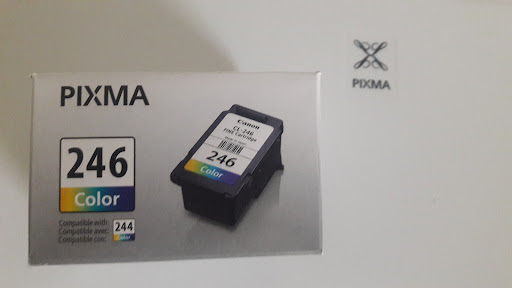 PIXMA
246
Color
Compatible with:
Compatible avec:
Compatible con:
244
Color
Canon
CL-246
FINE Cartridge
246
Color
PIXMA